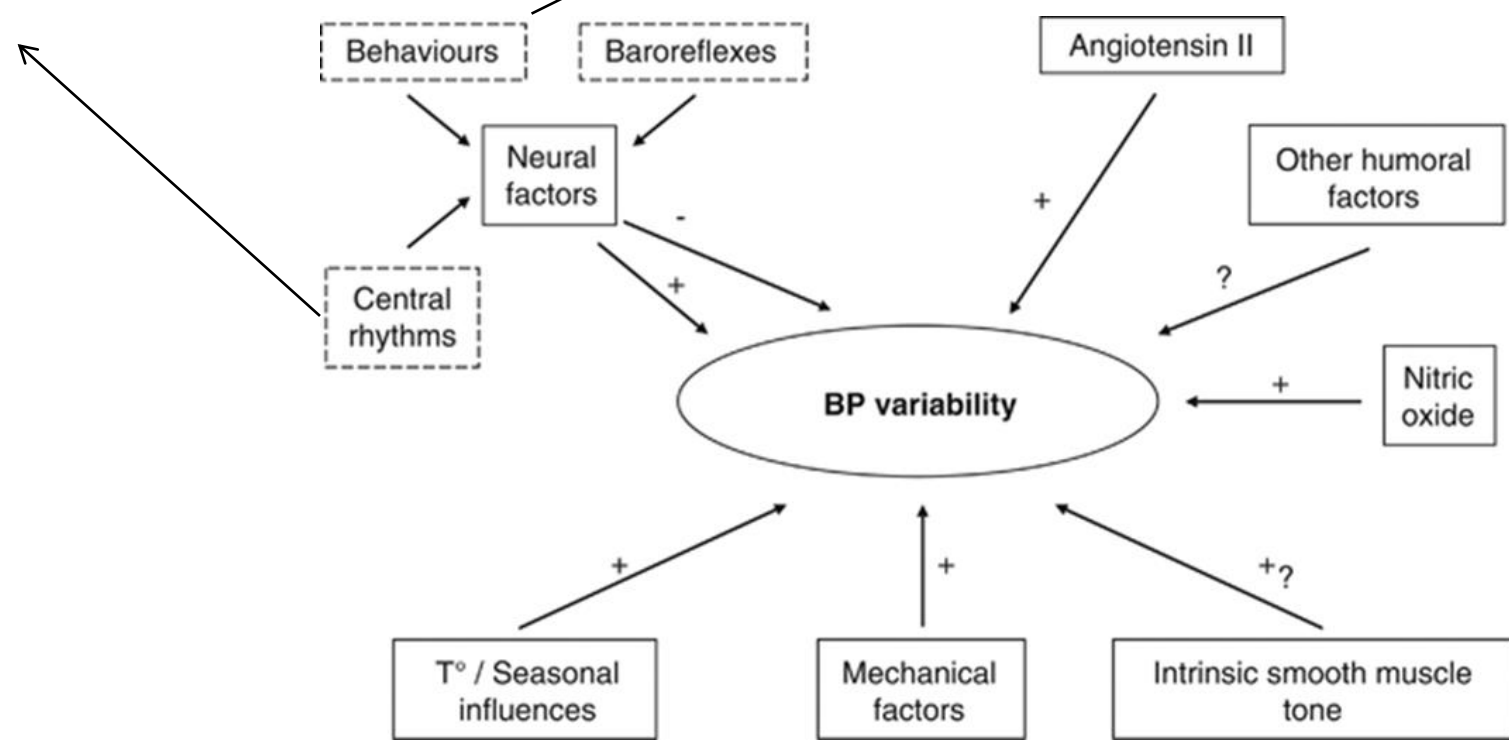 Behaviours
Baroreflexes
Angiotensin II
Neural
factors
Other humoral
factors
-
+
+
?
Central
rhythms
BP variability
+
Nitric
oxide
+
+
+?
T° / Seasonal
influences
Mechanical
factors
Intrinsic smooth muscle
tone